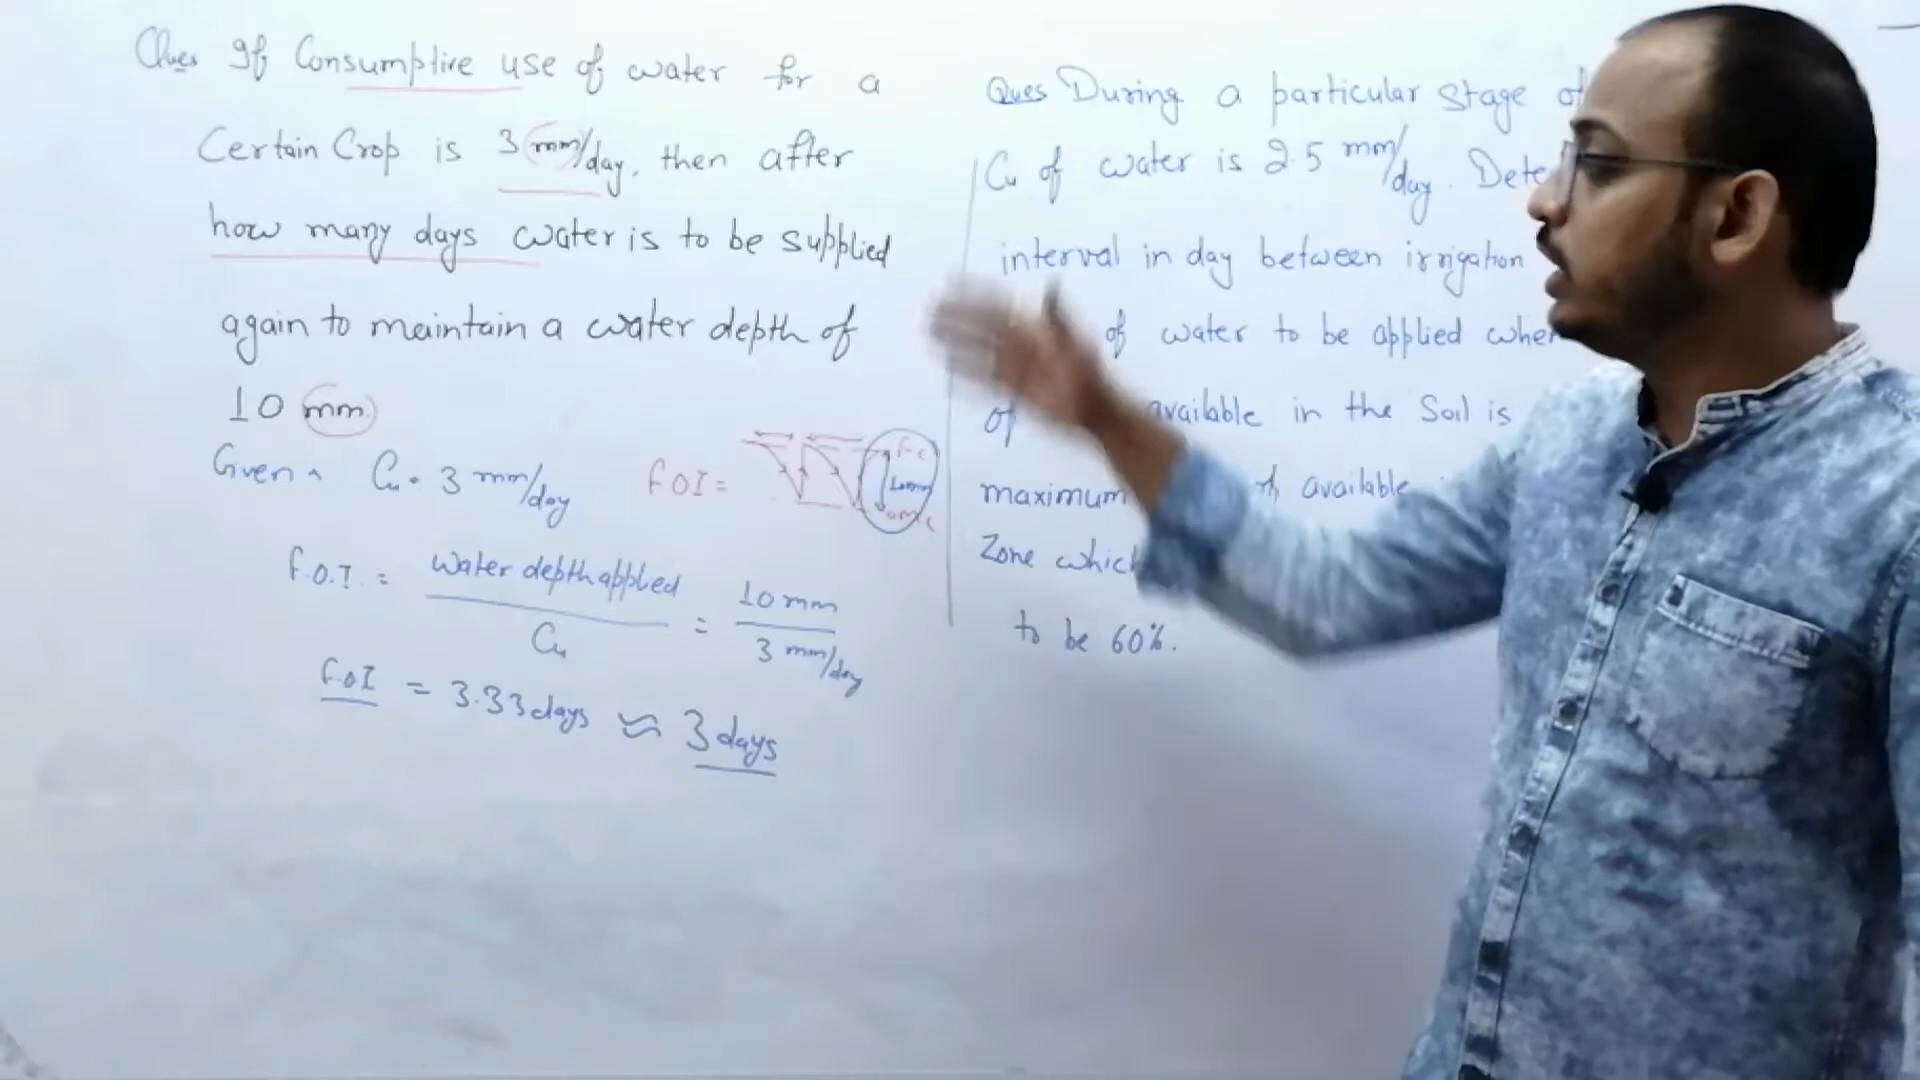 Ques If Consumptive use of water for a
Certain Crop is 3 mm/day, then after
how many days water is to be supplied
again to maintain a water depth of
10 mm.
Given Cu = 3 mm/day
FOI =
F.O.I. = Water depth applied / Cu = 10 mm / 3 mm/day
F.O.I = 3.33 days ≈ 3 days
Ques During a particular stage of
Cu of water is 2.5 mm/day.
interval in day between irrigation
of water to be applied when
of available in the Soil is
maximum available
Zone which
to be 60%.